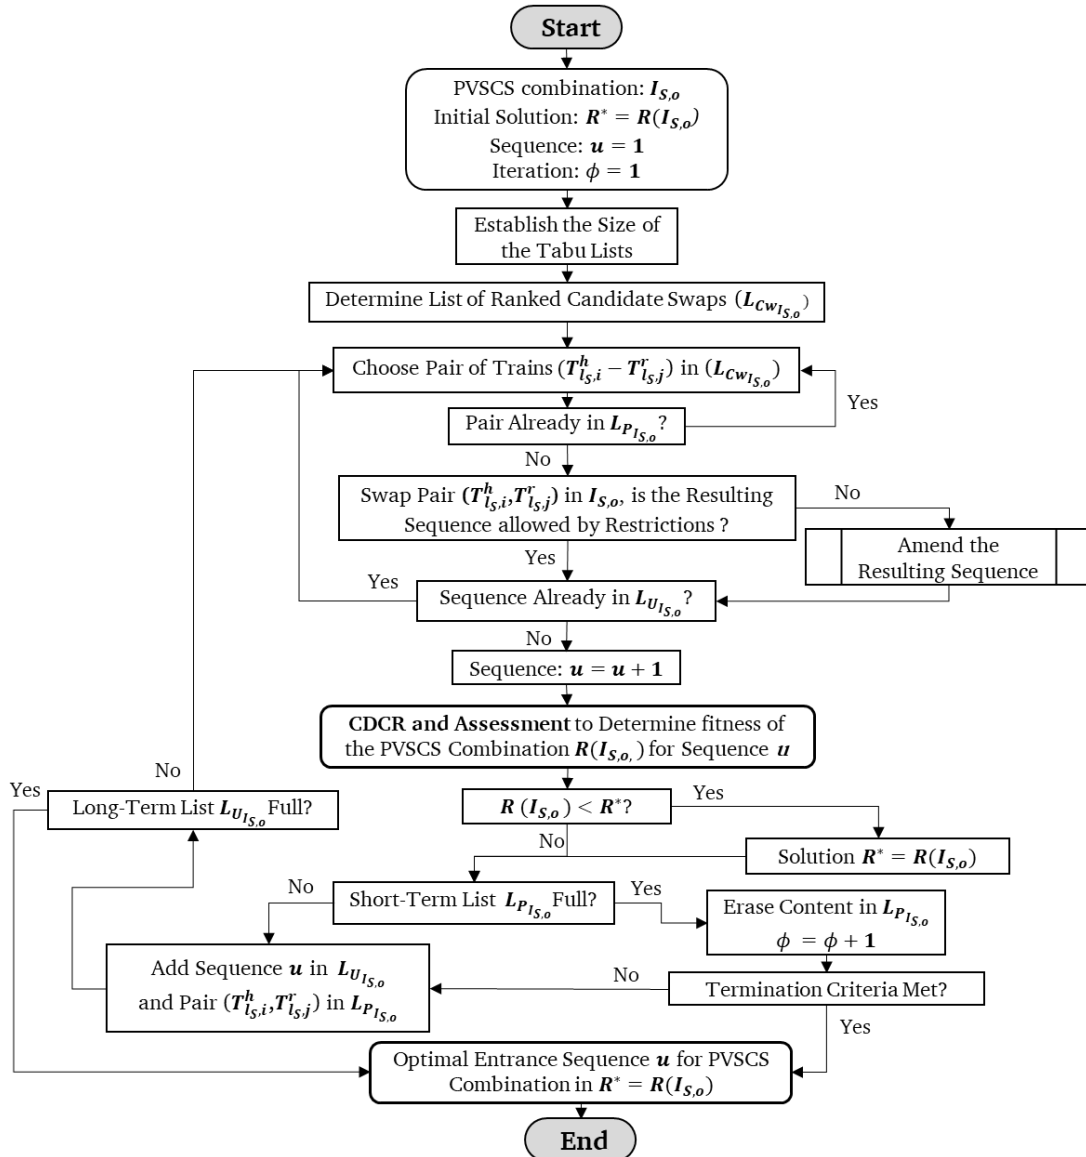 Start
PVSCS combination: I_{S,o}
Initial Solution: R* = R(I_{S,o})
Sequence: u = 1
Iteration: ϕ = 1
Establish the Size of
the Tabu Lists
Determine List of Ranked Candidate Swaps (L_{Cw_{I_{S,o}}})
Choose Pair of Trains (T^h_{l_S,i} − T^r_{l_S,j}) in (L_{Cw_{I_{S,o}}})
Yes
Pair Already in L_{P_{I_{S,o}}}?
No
Swap Pair (T^h_{l_S,i},T^r_{l_S,j}) in I_{S,o}, is the Resulting
Sequence allowed by Restrictions ?
No
Amend the
Resulting Sequence
Yes
Yes
Sequence Already in L_{U_{I_{S,o}}}?
No
Sequence: u = u + 1
CDCR and Assessment to Determine fitness of
the PVSCS Combination R(I_{S,o,}) for Sequence u
No
Yes
Long-Term List L_{U_{I_{S,o}}} Full?
R (I_{S,o}) < R*?
Yes
No
Solution R* = R(I_{S,o})
No
Short-Term List L_{P_{I_{S,o}}} Full?
Yes
Erase Content in L_{P_{I_{S,o}}}
ϕ = ϕ + 1
Add Sequence u in L_{U_{I_{S,o}}}
and Pair (T^h_{l_S,i},T^r_{l_S,j}) in L_{P_{I_{S,o}}}
No
Termination Criteria Met?
Yes
Optimal Entrance Sequence u for PVSCS
Combination in R* = R(I_{S,o})
End